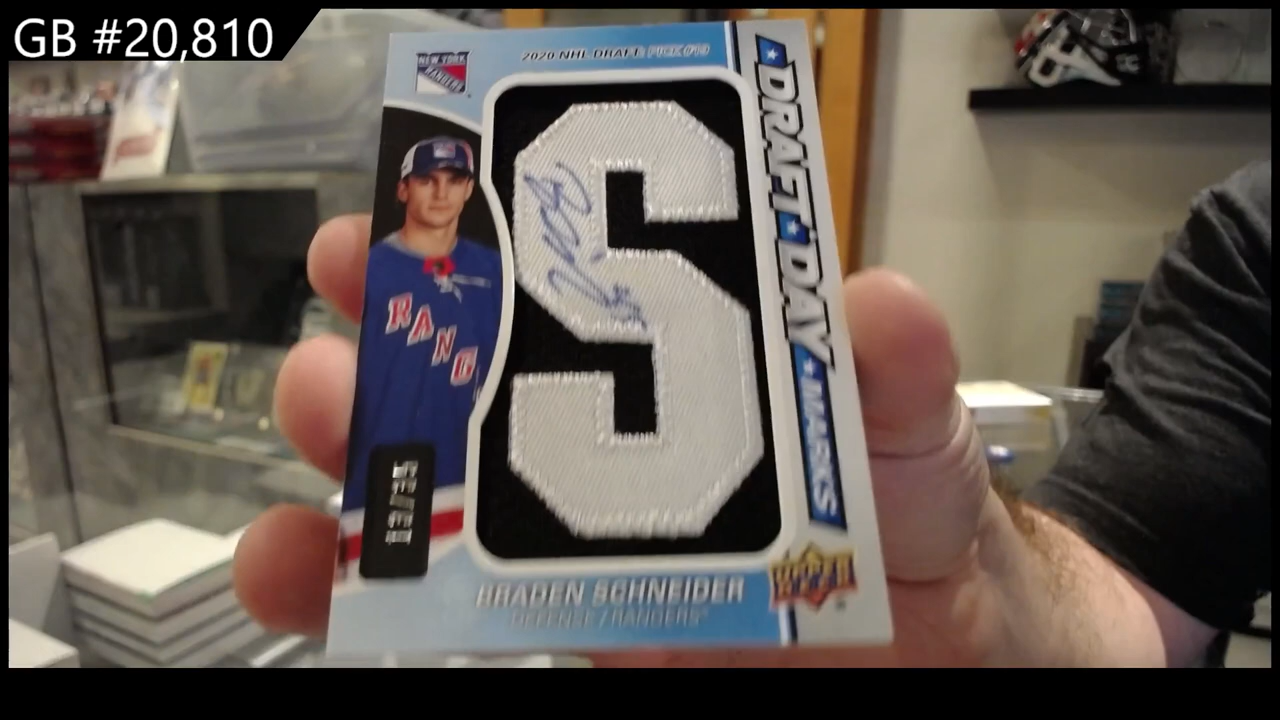 GB #20,810
NEW YORK
RANGERS
2020 NHL DRAFT PICK #19
DRAFT DAY MARKS
S
RANG
BRADEN SCHNEIDER
DEFENSE / RANGERS
UPPER DECK